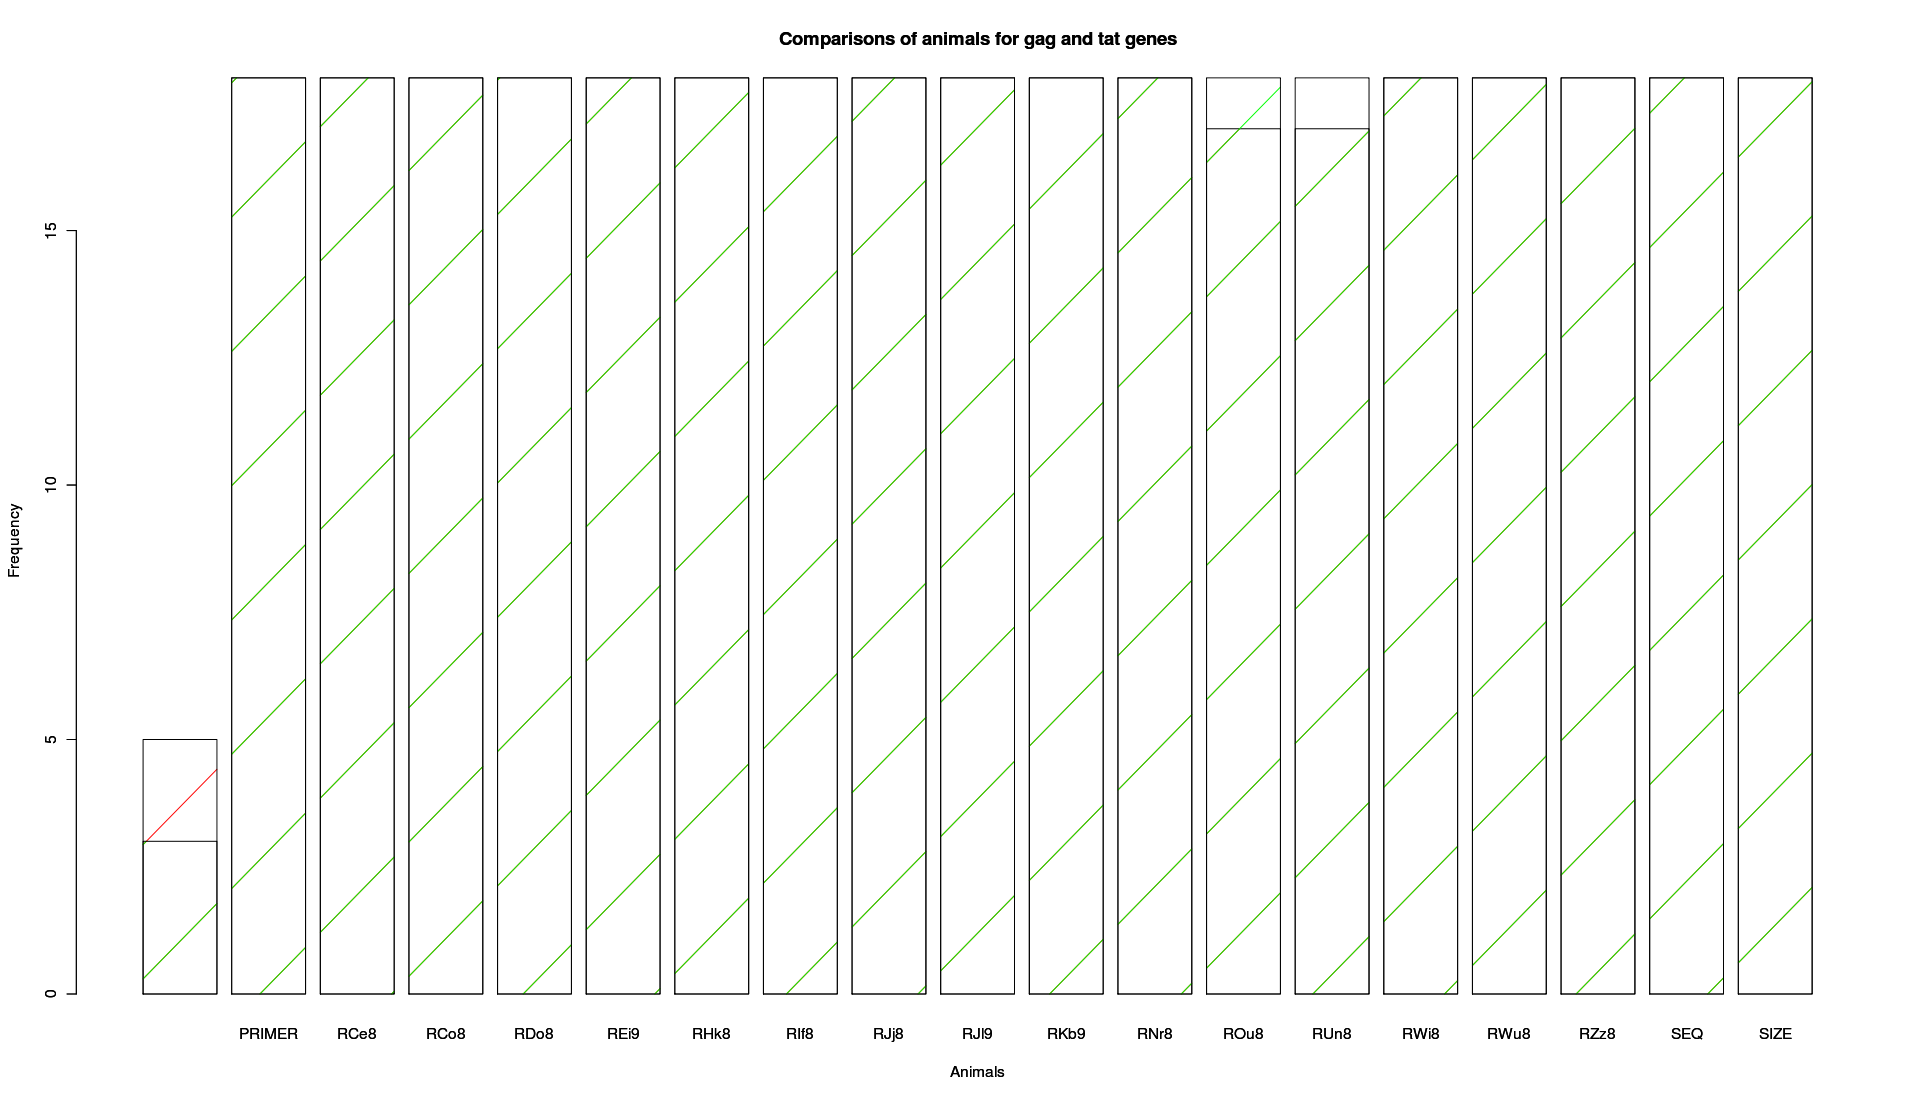 Comparisons of animals for gag and tat genes
Frequency
15
10
5
0
PRIMER RCe8 RCo8 RDo8 REi9 RHk8 RIf8 RJj8 RJl9 RKb9 RNr8 ROu8 RUn8 RWi8 RWu8 RZz8 SEQ SIZE
Animals